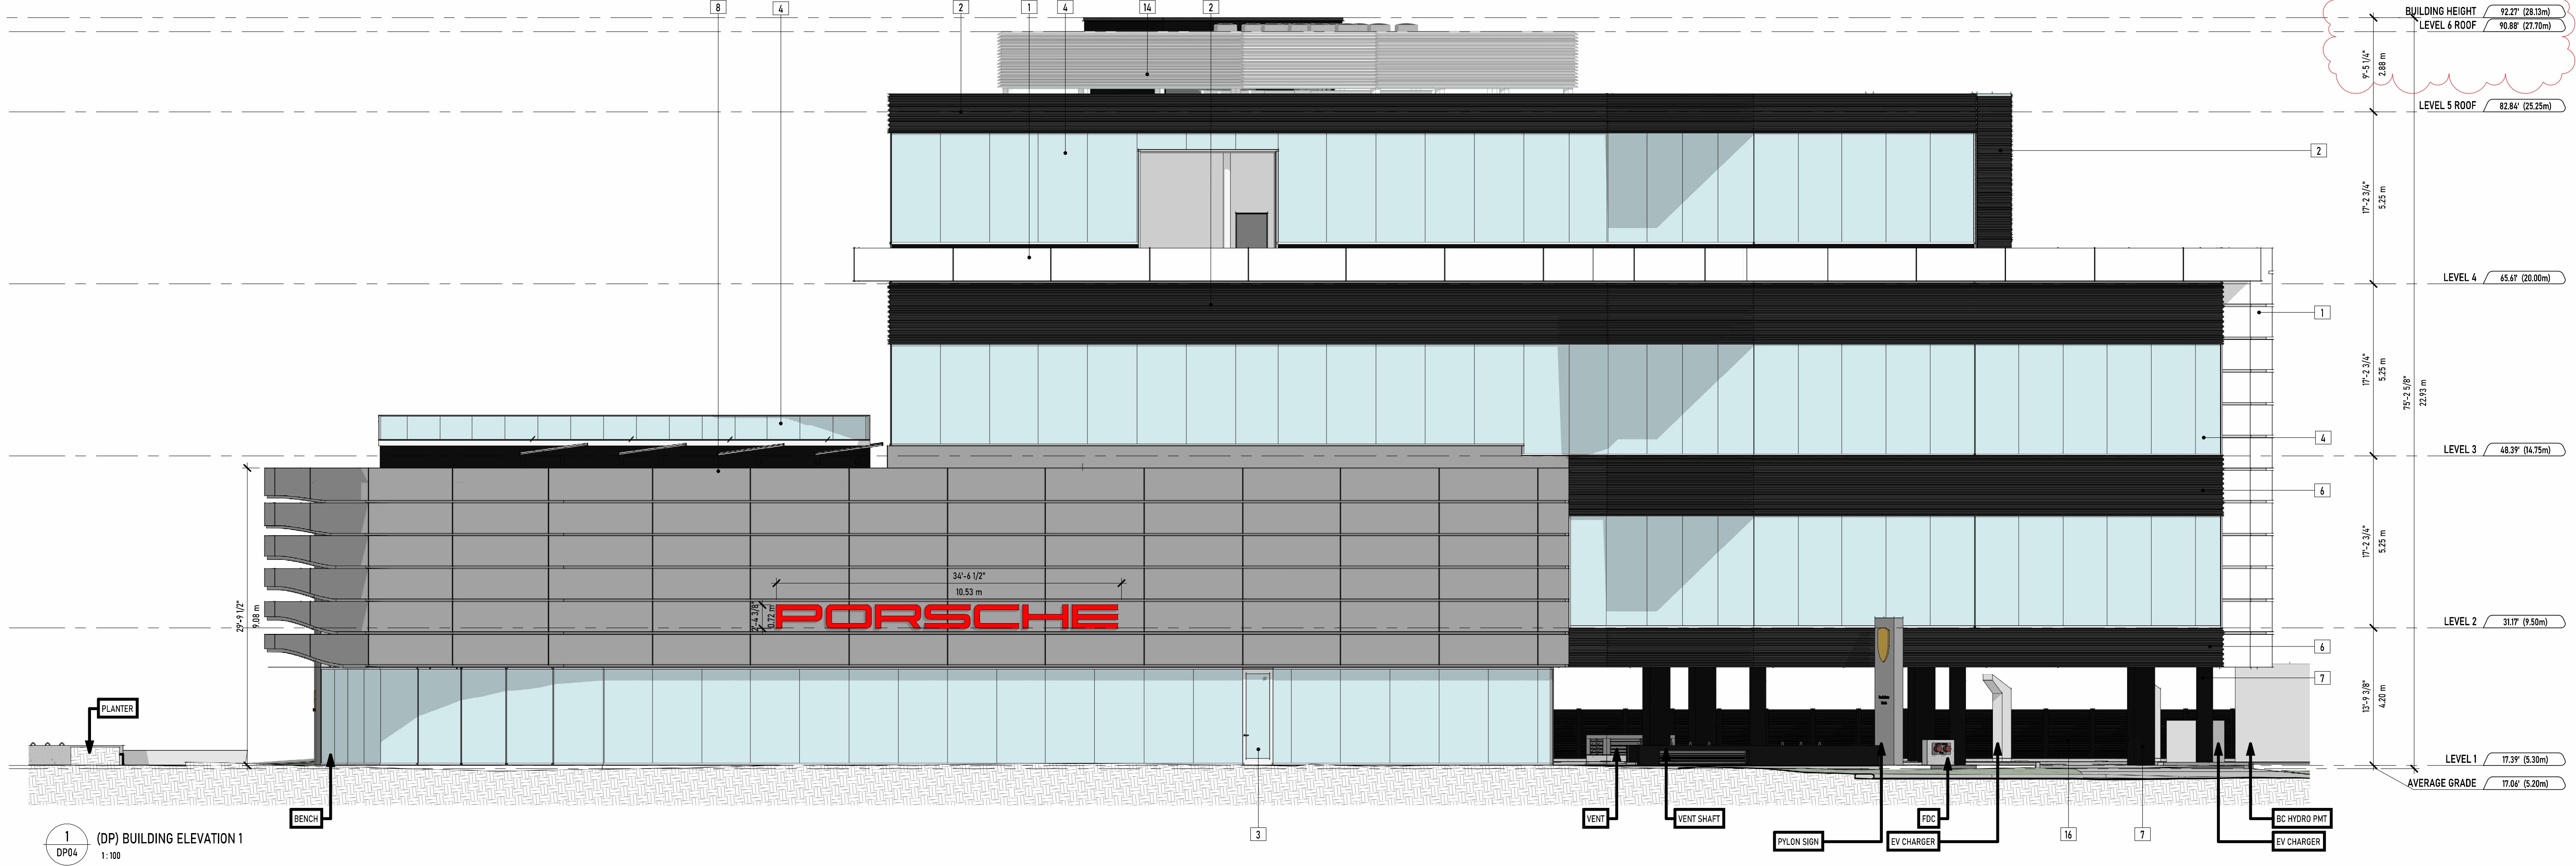 8
4
2
1
4
14
2
BUILDING HEIGHT 92.27' (28.13m)
LEVEL 6 ROOF 90.88' (27.70m)
9'-5 1/4"
2.88 m
LEVEL 5 ROOF 82.84' (25.25m)
2
17'-2 3/4"
5.25 m
LEVEL 4 65.61' (20.00m)
1
17'-2 3/4"
5.25 m
75'-2 5/8"
22.93 m
4
LEVEL 3 48.39' (14.75m)
6
17'-2 3/4"
5.25 m
29'-9 1/2"
9.08 m
34'-6 1/2"
10.53 m
2'-4 3/8"
0.72 m
PORSCHE
LEVEL 2 31.17' (9.50m)
6
7
13'-9 3/8"
4.20 m
PLANTER
LEVEL 1 17.39' (5.30m)
AVERAGE GRADE 17.06' (5.20m)
BENCH
VENT
VENT SHAFT
FDC
BC HYDRO PMT
3
16
7
PYLON SIGN
EV CHARGER
EV CHARGER
1
DP04
(DP) BUILDING ELEVATION 1
1 : 100